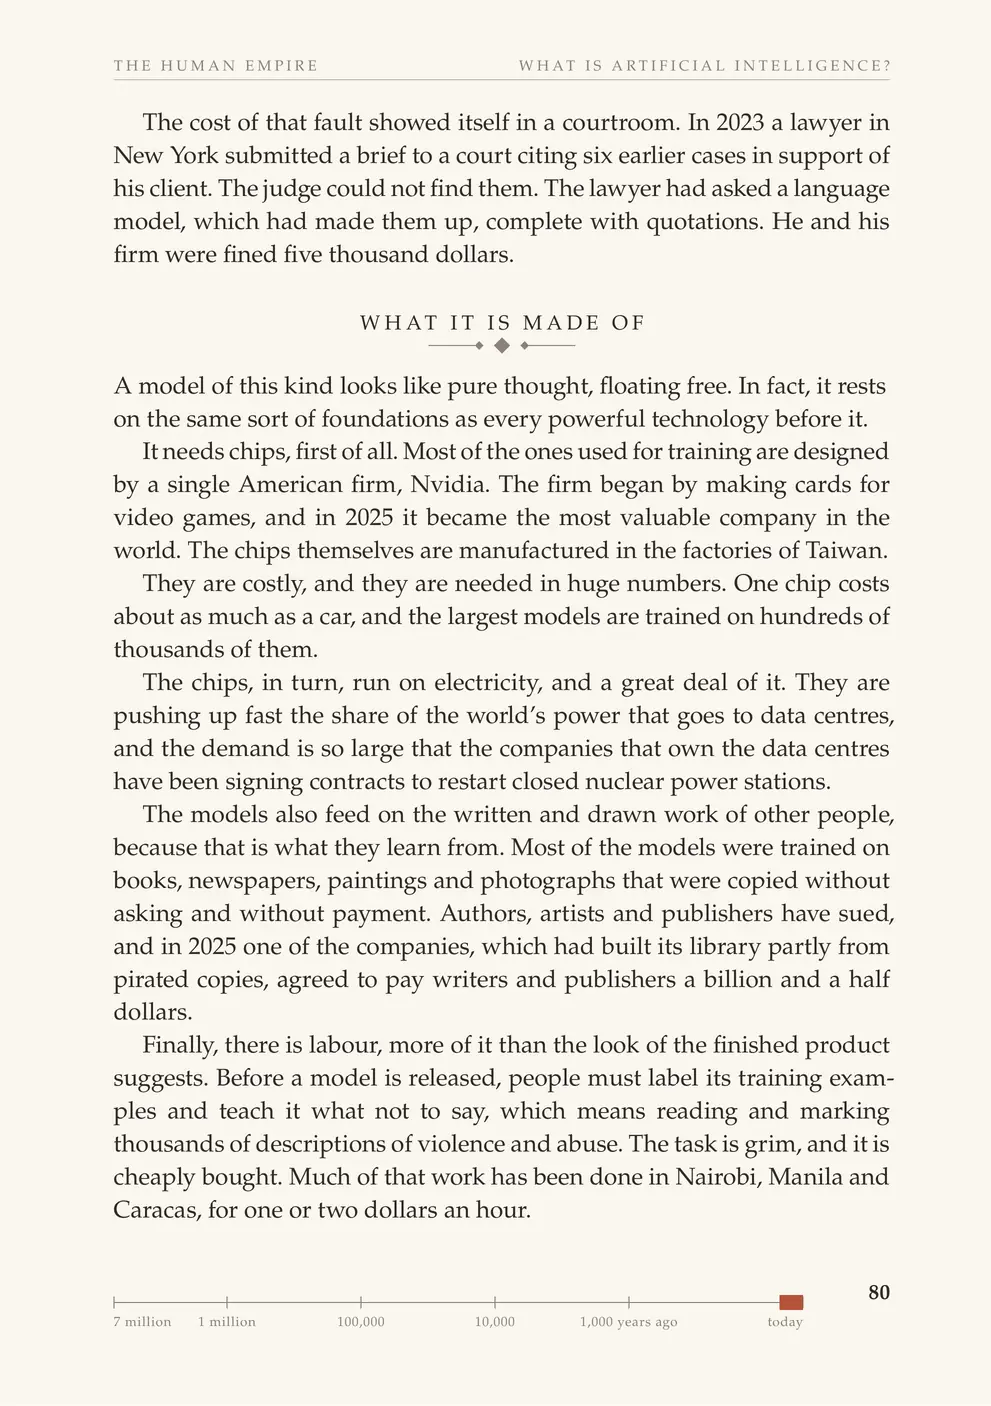 THE HUMAN EMPIRE
WHAT IS ARTIFICIAL INTELLIGENCE?
The cost of that fault showed itself in a courtroom. In 2023 a lawyer in
New York submitted a brief to a court citing six earlier cases in support of
his client. The judge could not find them. The lawyer had asked a language
model, which had made them up, complete with quotations. He and his
firm were fined five thousand dollars.
WHAT IT IS MADE OF
A model of this kind looks like pure thought, floating free. In fact, it rests
on the same sort of foundations as every powerful technology before it.
It needs chips, first of all. Most of the ones used for training are designed
by a single American firm, Nvidia. The firm began by making cards for
video games, and in 2025 it became the most valuable company in the
world. The chips themselves are manufactured in the factories of Taiwan.
They are costly, and they are needed in huge numbers. One chip costs
about as much as a car, and the largest models are trained on hundreds of
thousands of them.
The chips, in turn, run on electricity, and a great deal of it. They are
pushing up fast the share of the world’s power that goes to data centres,
and the demand is so large that the companies that own the data centres
have been signing contracts to restart closed nuclear power stations.
The models also feed on the written and drawn work of other people,
because that is what they learn from. Most of the models were trained on
books, newspapers, paintings and photographs that were copied without
asking and without payment. Authors, artists and publishers have sued,
and in 2025 one of the companies, which had built its library partly from
pirated copies, agreed to pay writers and publishers a billion and a half
dollars.
Finally, there is labour, more of it than the look of the finished product
suggests. Before a model is released, people must label its training exam-
ples and teach it what not to say, which means reading and marking
thousands of descriptions of violence and abuse. The task is grim, and it is
cheaply bought. Much of that work has been done in Nairobi, Manila and
Caracas, for one or two dollars an hour.
80
7 million 1 million 100,000 10,000 1,000 years ago today